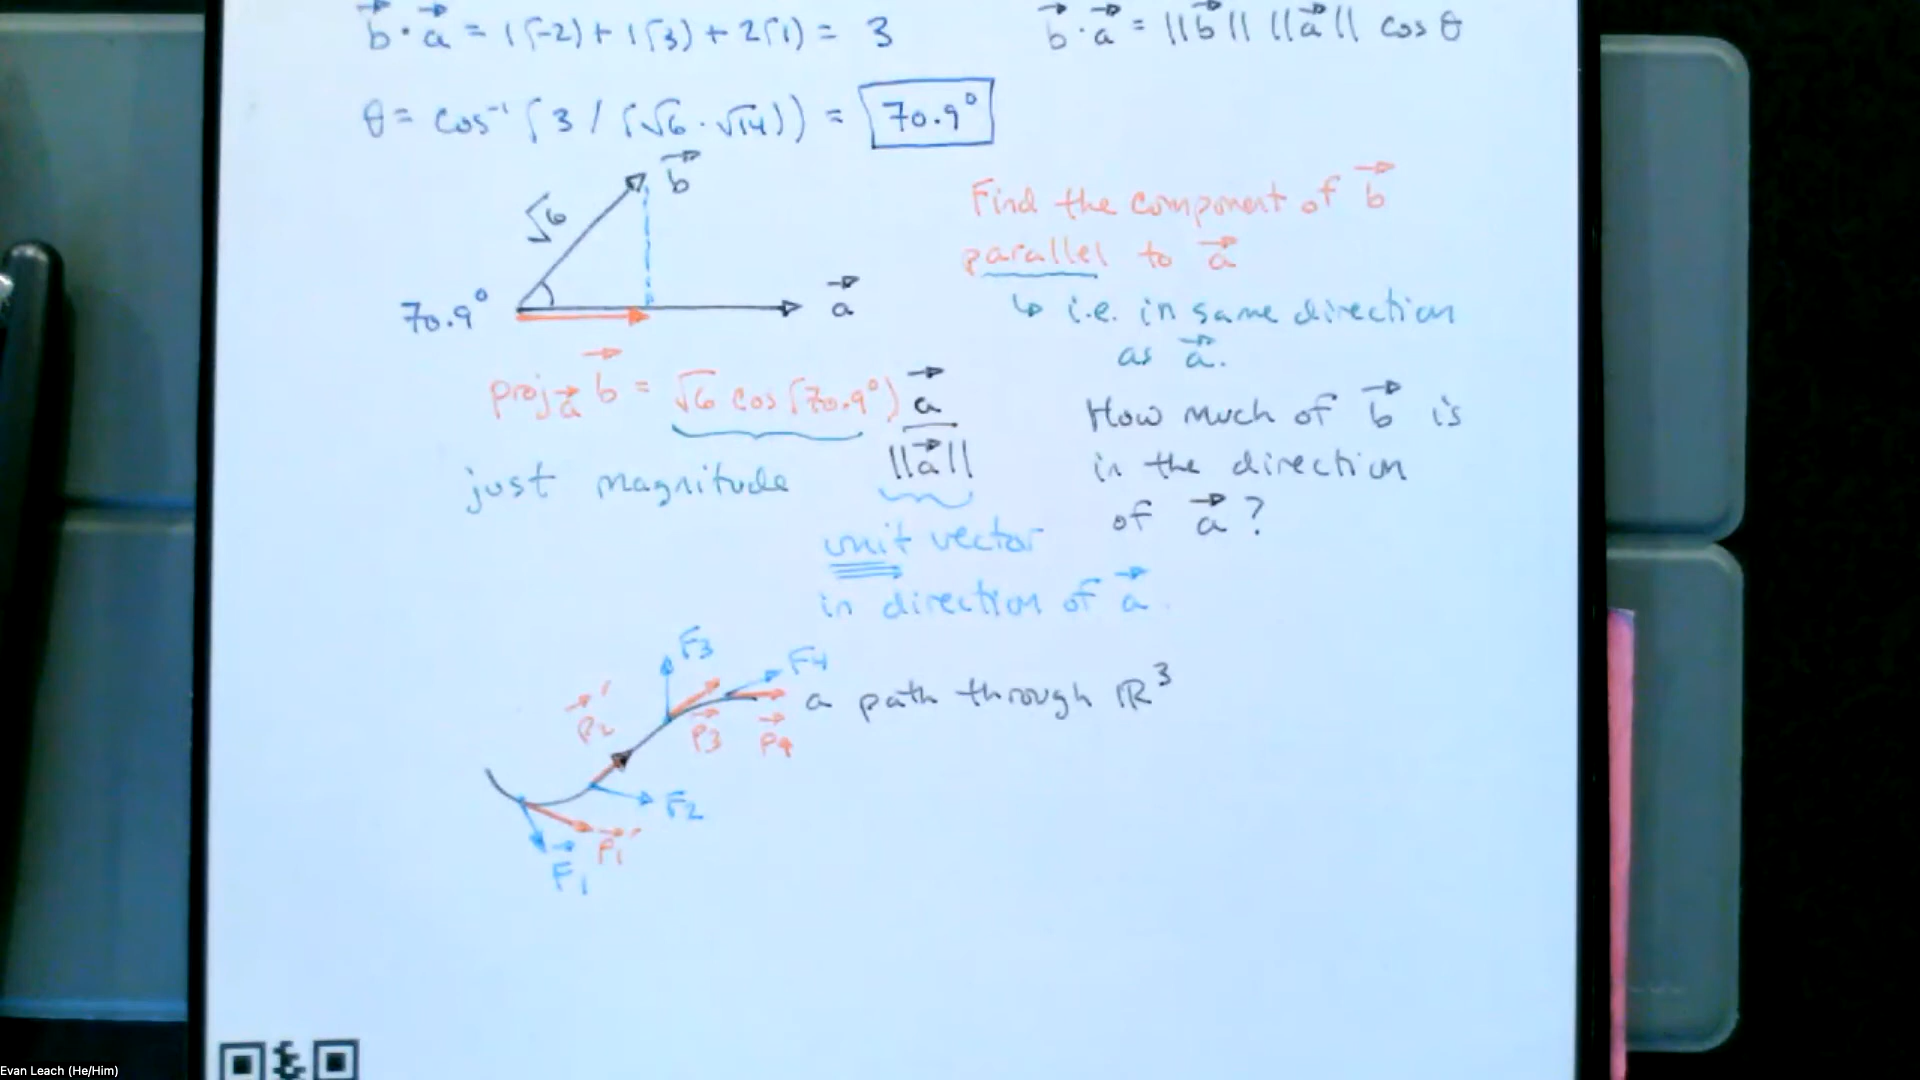 b · a = 1(-2) + 1(3) + 2(1) = 3
b · a = ||b|| ||a|| cos θ
θ = cos⁻¹(3 / (√6 · √14)) = 70.9°
b
√6
70.9°
a
Find the component of b
parallel to a
↳ i.e. in same direction
as a.
proj a b = √6 cos(70.9°) a
||a||
just magnitude
How much of b is
in the direction
of a?
unit vector
in direction of a.
F3
F4
a path through ℝ³
P2'
P3
P4
F2
P1'
F1
Evan Leach (He/Him)